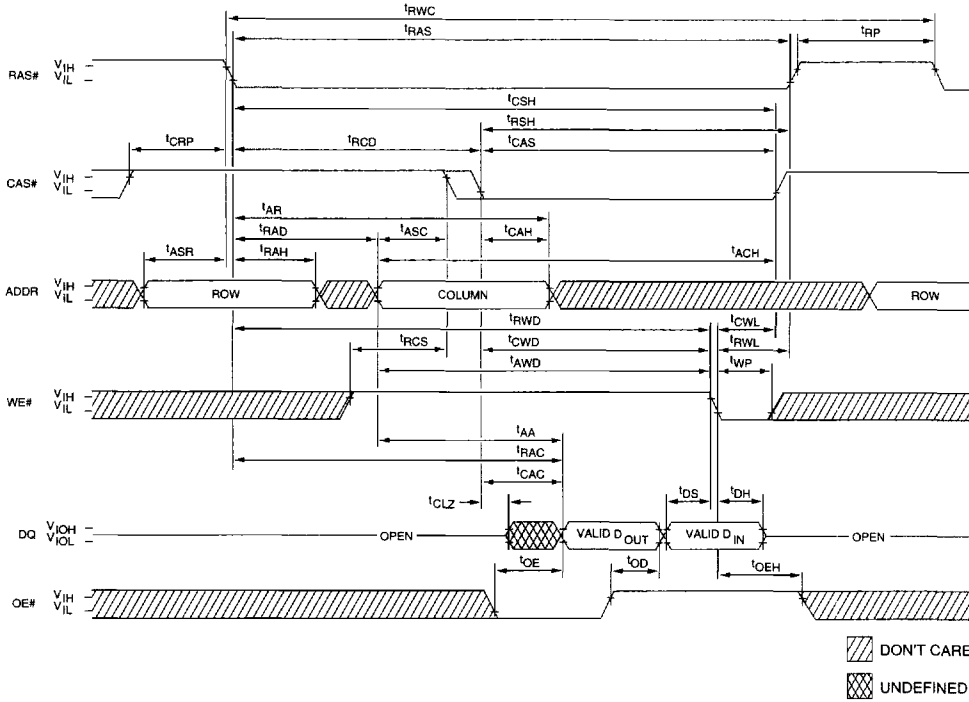 tRWC
tRAS
tRP
RAS# VIH
VIL
tCSH
tRSH
tCRP
tRCD
tCAS
CAS# VIH
VIL
tAR
tRAD
tASC
tCAH
tASR
tRAH
tACH
ADDR VIH
VIL
ROW
COLUMN
ROW
tRWD
tCWL
tRCS
tCWD
tRWL
tAWD
tWP
WE# VIH
VIL
tAA
tRAC
tCAC
tCLZ
tDS
tDH
DQ VIOH
VIOL
OPEN
VALID DOUT
VALID DIN
OPEN
tOE
tOD
tOEH
OE# VIH
VIL
DON'T CARE
UNDEFINED